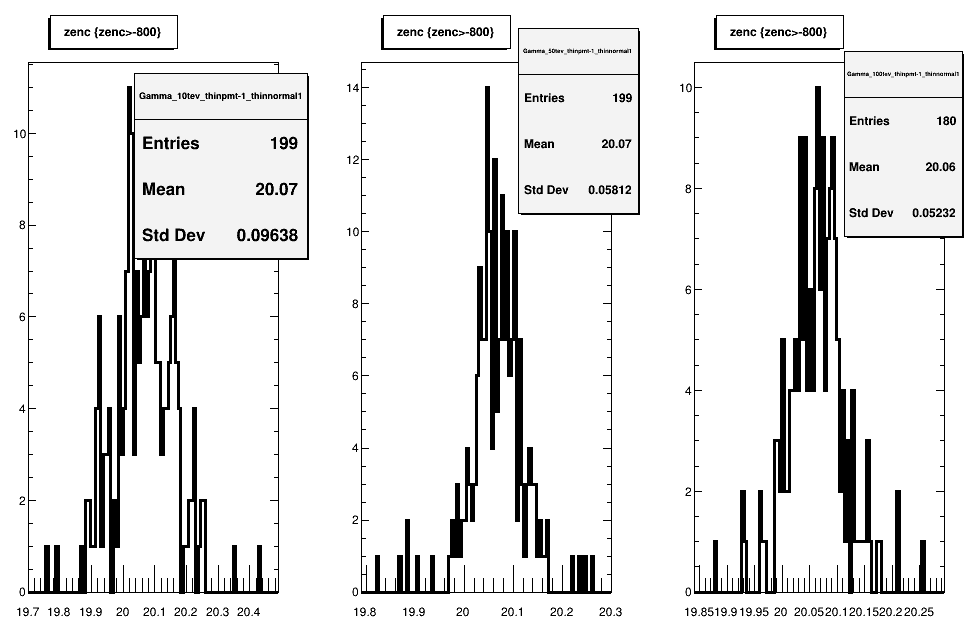 zenc {zenc>-800}
Gamma_10tev_thinpmt-1_thinnormal1
Entries 199
Mean 20.07
Std Dev 0.09638
10
8
6
4
2
0
19.7 19.8 19.9 20 20.1 20.2 20.3 20.4
zenc {zenc>-800}
Gamma_50tev_thinpmt-1_thinnormal1
Entries 199
Mean 20.07
Std Dev 0.05812
14
12
10
8
6
4
2
0
19.8 19.9 20 20.1 20.2 20.3
zenc {zenc>-800}
Gamma_100tev_thinpmt-1_thinnormal1
Entries 180
Mean 20.06
Std Dev 0.05232
10
8
6
4
2
0
19.85 19.9 19.95 20 20.05 20.1 20.15 20.2 20.25